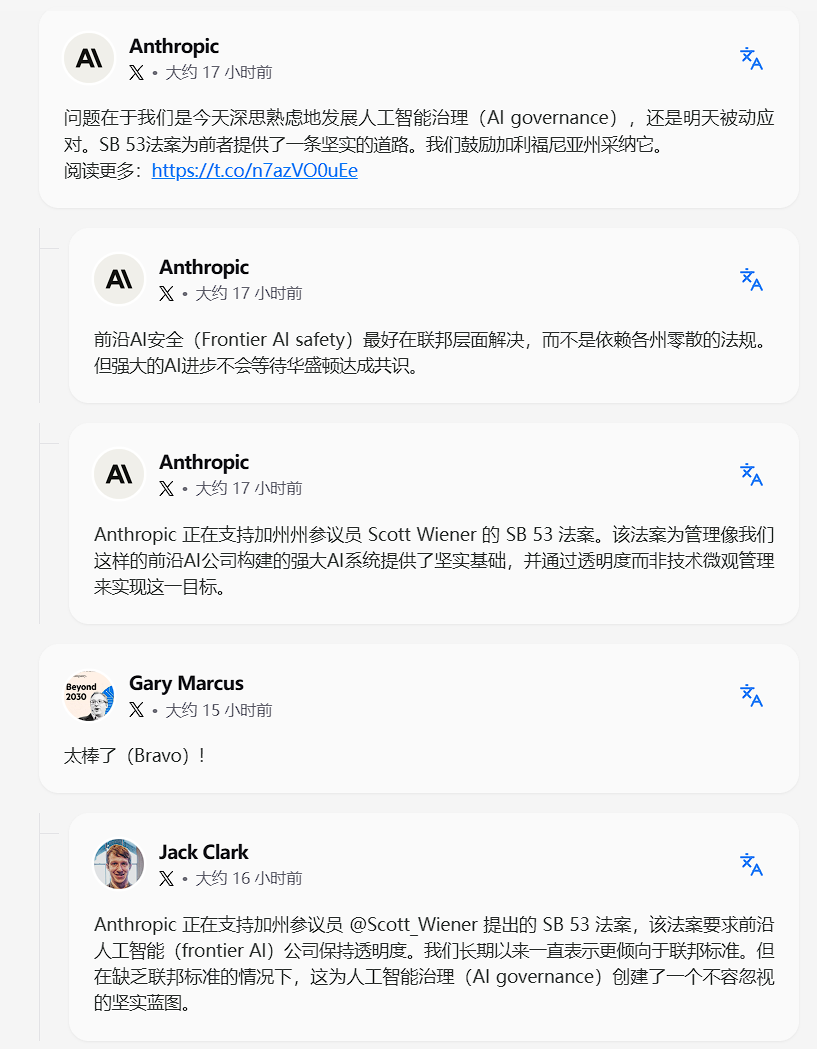 Anthropic
X • 大约 17 小时前
问题在于我们是今天深思熟虑地发展人工智能治理（AI governance），还是明天被动应
对。SB 53法案为前者提供了一条坚实的道路。我们鼓励加利福尼亚州采纳它。
阅读更多：https://t.co/n7azVO0uEe
Anthropic
X • 大约 17 小时前
前沿AI安全（Frontier AI safety）最好在联邦层面解决，而不是依赖各州零散的法规。
但强大的AI进步不会等待华盛顿达成共识。
Anthropic
X • 大约 17 小时前
Anthropic 正在支持加州州参议员 Scott Wiener 的 SB 53 法案。该法案为管理像我们
这样的前沿AI公司构建的强大AI系统提供了坚实基础，并通过透明度而非技术微观管理
来实现这一目标。
Beyond
2030
Gary Marcus
X • 大约 15 小时前
太棒了（Bravo）！
Jack Clark
X • 大约 16 小时前
Anthropic 正在支持加州参议员 @Scott_Wiener 提出的 SB 53 法案，该法案要求前沿
人工智能（frontier AI）公司保持透明度。我们长期以来一直表示更倾向于联邦标准。但
在缺乏联邦标准的情况下，这为人工智能治理（AI governance）创建了一个不容忽视
的坚实蓝图。